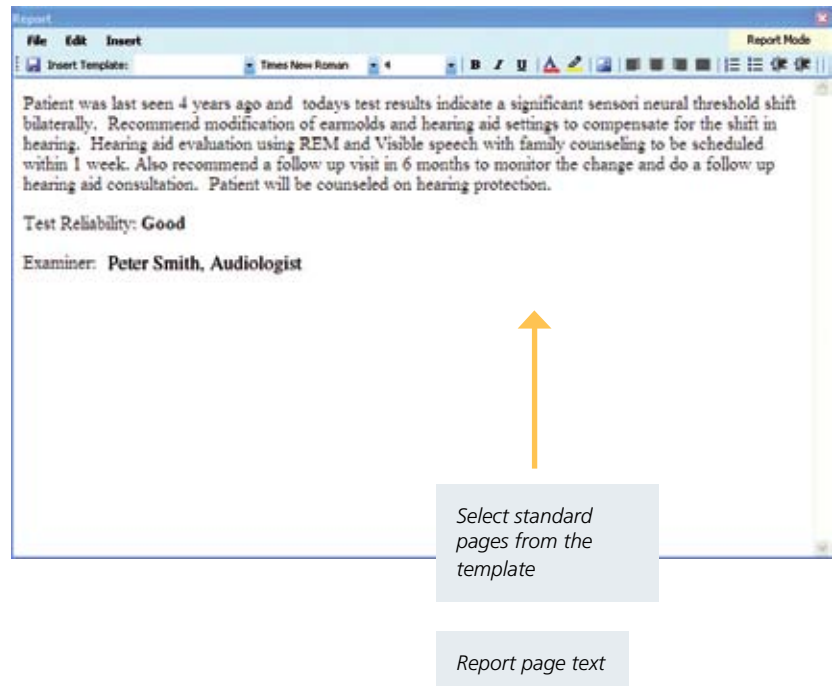 Report
File Edit Insert
Report Mode
Insert Template: Times New Roman 4 B I U A
Patient was last seen 4 years ago and todays test results indicate a significant sensori neural threshold shift
bilaterally. Recommend modification of earmolds and hearing aid settings to compensate for the shift in
hearing. Hearing aid evaluation using REM and Visible speech with family counseling to be scheduled
within 1 week. Also recommend a follow up visit in 6 months to monitor the change and do a follow up
hearing aid consultation. Patient will be counseled on hearing protection.
Test Reliability: Good
Examiner: Peter Smith, Audiologist
Select standard
pages from the
template
Report page text